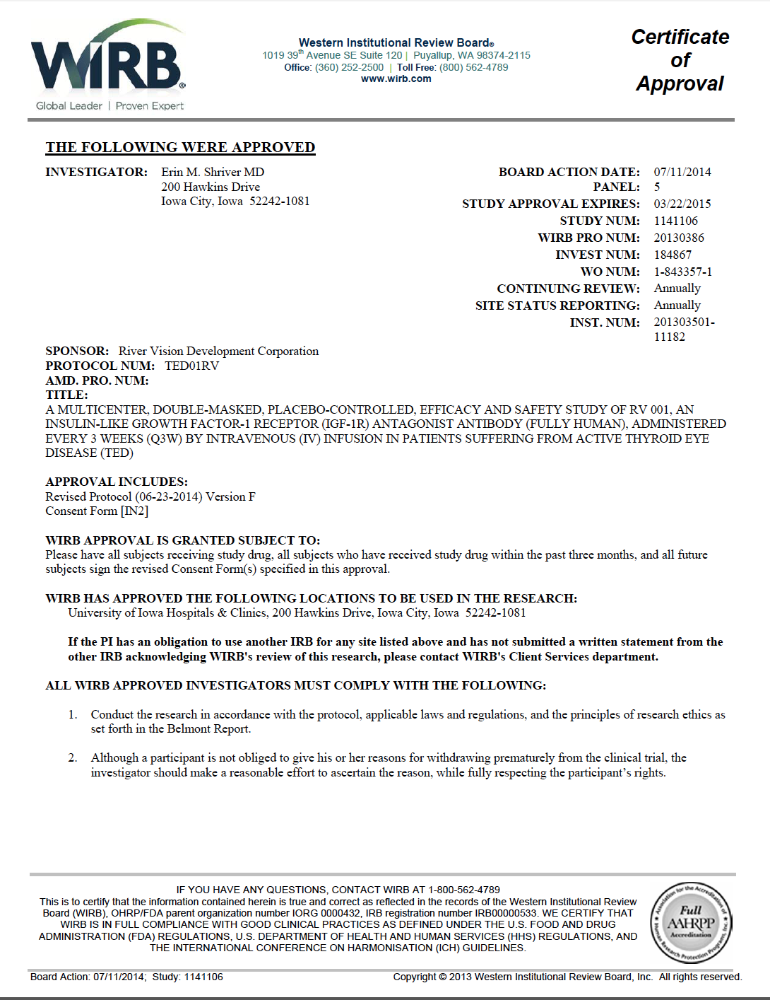 WIRB®
Global Leader | Proven Expert
Western Institutional Review Board®
1019 39th Avenue SE Suite 120 | Puyallup, WA 98374-2115
Office: (360) 252-2500 | Toll Free: (800) 562-4789
www.wirb.com
Certificate
of
Approval
THE FOLLOWING WERE APPROVED
INVESTIGATOR: Erin M. Shriver MD
200 Hawkins Drive
Iowa City, Iowa 52242-1081
BOARD ACTION DATE: 07/11/2014
PANEL: 5
STUDY APPROVAL EXPIRES: 03/22/2015
STUDY NUM: 1141106
WIRB PRO NUM: 20130386
INVEST NUM: 184867
WO NUM: 1-843357-1
CONTINUING REVIEW: Annually
SITE STATUS REPORTING: Annually
INST. NUM: 201303501-
11182
SPONSOR: River Vision Development Corporation
PROTOCOL NUM: TED01RV
AMD. PRO. NUM:
TITLE:
A MULTICENTER, DOUBLE-MASKED, PLACEBO-CONTROLLED, EFFICACY AND SAFETY STUDY OF RV 001, AN
INSULIN-LIKE GROWTH FACTOR-1 RECEPTOR (IGF-1R) ANTAGONIST ANTIBODY (FULLY HUMAN), ADMINISTERED
EVERY 3 WEEKS (Q3W) BY INTRAVENOUS (IV) INFUSION IN PATIENTS SUFFERING FROM ACTIVE THYROID EYE
DISEASE (TED)
APPROVAL INCLUDES:
Revised Protocol (06-23-2014) Version F
Consent Form [IN2]
WIRB APPROVAL IS GRANTED SUBJECT TO:
Please have all subjects receiving study drug, all subjects who have received study drug within the past three months, and all future
subjects sign the revised Consent Form(s) specified in this approval.
WIRB HAS APPROVED THE FOLLOWING LOCATIONS TO BE USED IN THE RESEARCH:
University of Iowa Hospitals & Clinics, 200 Hawkins Drive, Iowa City, Iowa 52242-1081
If the PI has an obligation to use another IRB for any site listed above and has not submitted a written statement from the
other IRB acknowledging WIRB's review of this research, please contact WIRB's Client Services department.
ALL WIRB APPROVED INVESTIGATORS MUST COMPLY WITH THE FOLLOWING:
1. Conduct the research in accordance with the protocol, applicable laws and regulations, and the principles of research ethics as
set forth in the Belmont Report.
2. Although a participant is not obliged to give his or her reasons for withdrawing prematurely from the clinical trial, the
investigator should make a reasonable effort to ascertain the reason, while fully respecting the participant's rights.
IF YOU HAVE ANY QUESTIONS, CONTACT WIRB AT 1-800-562-4789
This is to certify that the information contained herein is true and correct as reflected in the records of the Western Institutional Review
Board (WIRB), OHRP/FDA parent organization number IORG 0000432, IRB registration number IRB00000533. WE CERTIFY THAT
WIRB IS IN FULL COMPLIANCE WITH GOOD CLINICAL PRACTICES AS DEFINED UNDER THE U.S. FOOD AND DRUG
ADMINISTRATION (FDA) REGULATIONS, U.S. DEPARTMENT OF HEALTH AND HUMAN SERVICES (HHS) REGULATIONS, AND
THE INTERNATIONAL CONFERENCE ON HARMONISATION (ICH) GUIDELINES.
Association for the Accreditation of
Human Research Protection Programs, Inc.
Full
AAHRPP
Accreditation
Board Action: 07/11/2014; Study: 1141106
Copyright © 2013 Western Institutional Review Board, Inc. All rights reserved.